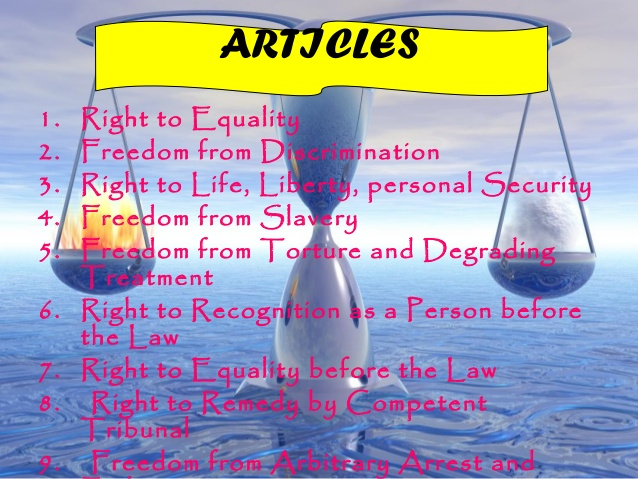 ARTICLES
1. Right to Equality
2. Freedom from Discrimination
3. Right to Life, Liberty, personal Security
4. Freedom from Slavery
5. Freedom from Torture and Degrading
Treatment
6. Right to Recognition as a Person before
the Law
7. Right to Equality before the Law
8. Right to Remedy by Competent
Tribunal
9. Freedom from Arbitrary Arrest and